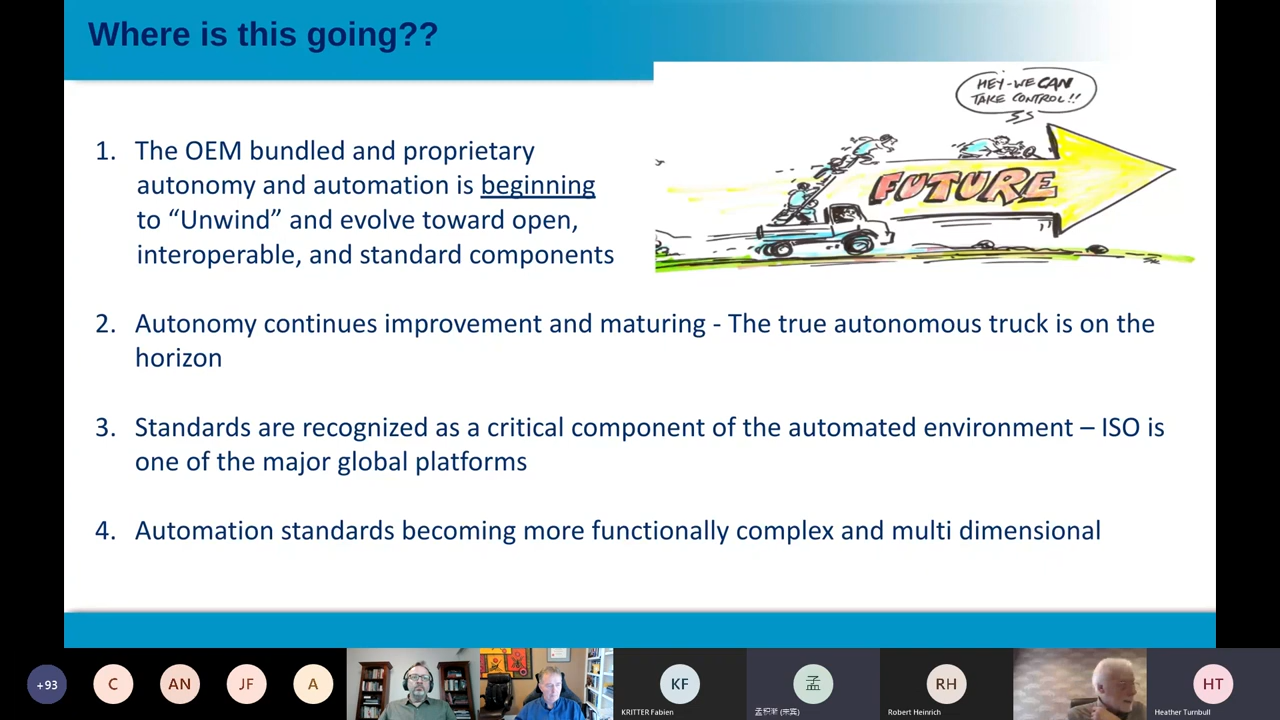 Where is this going??
HEY-WE CAN
TAKE CONTROL!!
FUTURE
1. The OEM bundled and proprietary
autonomy and automation is beginning
to “Unwind” and evolve toward open,
interoperable, and standard components
2. Autonomy continues improvement and maturing - The true autonomous truck is on the
horizon
3. Standards are recognized as a critical component of the automated environment – ISO is
one of the major global platforms
4. Automation standards becoming more functionally complex and multi dimensional
+93
C
AN
JF
A
KF
KRITTER Fabien
孟
RH
Robert Heinrich
HT
Heather Turnbull